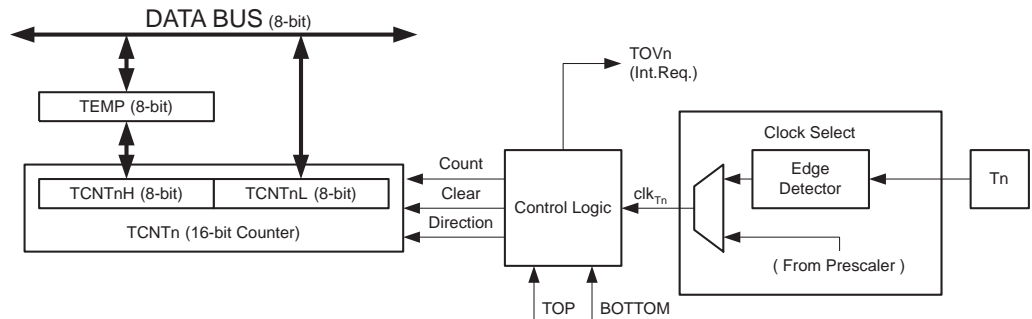 DATA BUS (8-bit)
TOVn
(Int.Req.)
TEMP (8-bit)
Clock Select
Count
Edge
Detector
Tn
TCNTnH (8-bit)
TCNTnL (8-bit)
Clear
Control Logic
clkTn
Direction
TCNTn (16-bit Counter)
( From Prescaler )
TOP
BOTTOM